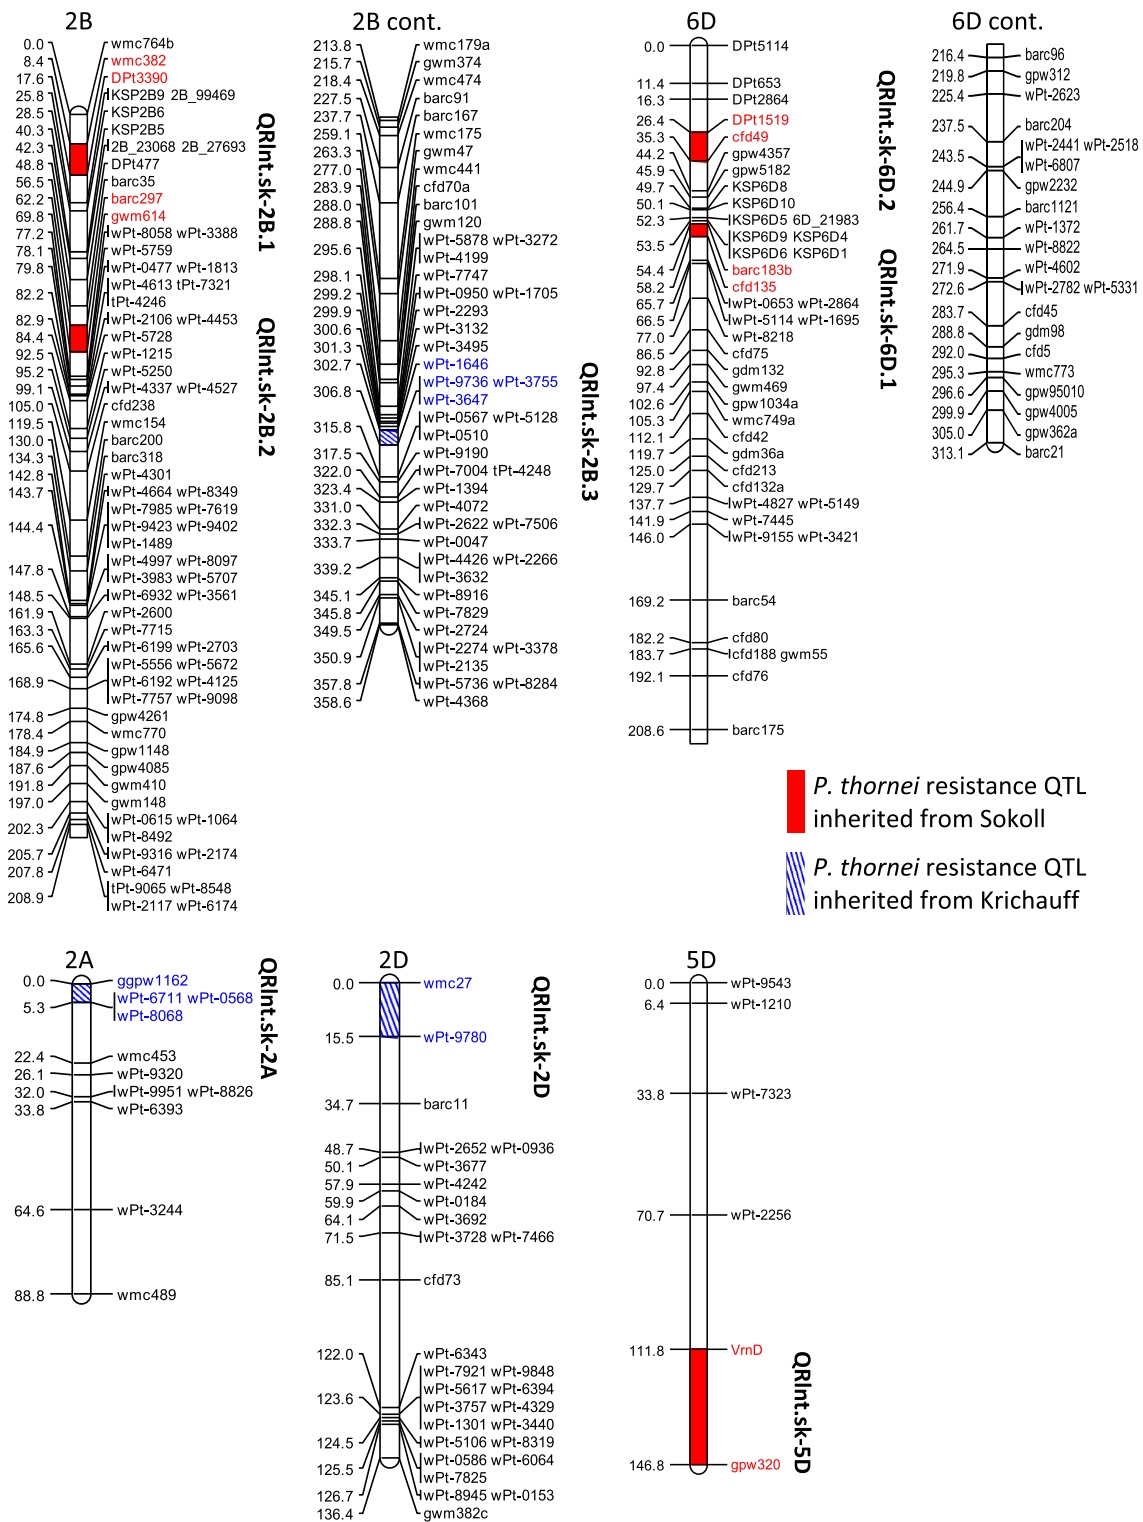 2B
0.0 wmc764b
8.4 wmc382
17.6 DPt3390
25.8 KSP2B9 2B_99469
28.5 KSP2B6
40.3 KSP2B5
42.3 2B_23068 2B_27693
48.8 DPt477
56.5 barc35
62.2 barc297
69.8 gwm614
77.2 wPt-8058 wPt-3388
78.1 wPt-5759
79.8 wPt-0477 wPt-1813
82.2 wPt-4613 tPt-7321
tPt-4246
82.9 wPt-2106 wPt-4453
84.4 wPt-5728
92.5 wPt-1215
95.2 wPt-5250
99.1 wPt-4337 wPt-4527
105.0 cfd238
119.5 wmc154
130.0 barc200
134.3 barc318
142.8 wPt-4301
143.7 wPt-4664 wPt-8349
144.4 wPt-7985 wPt-7619
wPt-9423 wPt-9402
wPt-1489
147.8 wPt-4997 wPt-8097
wPt-3983 wPt-5707
148.5 wPt-6932 wPt-3561
161.9 wPt-2600
163.3 wPt-7715
165.6 wPt-6199 wPt-2703
168.9 wPt-5556 wPt-5672
wPt-6192 wPt-4125
wPt-7757 wPt-9098
174.8 gpw4261
178.4 wmc770
184.9 gpw1148
187.6 gpw4085
191.8 gwm410
197.0 gwm148
202.3 wPt-0615 wPt-1064
wPt-8492
205.7 wPt-9316 wPt-2174
207.8 wPt-6471
208.9 tPt-9065 wPt-8548
wPt-2117 wPt-6174
QRlnt.sk-2B.1
QRlnt.sk-2B.2
2B cont.
213.8 wmc179a
215.7 gwm374
218.4 wmc474
227.5 barc91
237.7 barc167
259.1 wmc175
263.3 gwm47
277.0 wmc441
283.9 cfd70a
288.0 barc101
288.8 gwm120
295.6 wPt-5878 wPt-3272
wPt-4199
298.1 wPt-7747
299.2 wPt-0950 wPt-1705
299.9 wPt-2293
300.6 wPt-3132
301.3 wPt-3495
302.7 wPt-1646
306.8 wPt-9736 wPt-3755
wPt-3647
315.8 wPt-0567 wPt-5128
wPt-0510
317.5 wPt-9190
322.0 wPt-7004 tPt-4248
323.4 wPt-1394
331.0 wPt-4072
332.3 wPt-2622 wPt-7506
333.7 wPt-0047
339.2 wPt-4426 wPt-2266
wPt-3632
345.1 wPt-8916
345.8 wPt-7829
349.5 wPt-2724
350.9 wPt-2274 wPt-3378
wPt-2135
357.8 wPt-5736 wPt-8284
358.6 wPt-4368
QRlnt.sk-2B.3
6D
0.0 DPt5114
11.4 DPt653
16.3 DPt2864
26.4 DPt1519
35.3 cfd49
44.2 gpw4357
45.9 gpw5182
49.7 KSP6D8
50.1 KSP6D10
52.3 KSP6D5 6D_21983
53.5 KSP6D9 KSP6D4
KSP6D6 KSP6D1
54.4 barc183b
58.2 cfd135
65.7 wPt-0653 wPt-2864
66.5 wPt-5114 wPt-1695
77.0 wPt-8218
86.5 cfd75
92.8 gdm132
97.4 gwm469
102.6 gpw1034a
105.3 wmc749a
112.1 cfd42
119.7 gdm36a
125.0 cfd213
129.7 cfd132a
137.7 wPt-4827 wPt-5149
141.9 wPt-7445
146.0 wPt-9155 wPt-3421
169.2 barc54
182.2 cfd80
183.7 cfd188 gwm55
192.1 cfd76
208.6 barc175
QRlnt.sk-6D.2
QRlnt.sk-6D.1
6D cont.
216.4 barc96
219.8 gpw312
225.4 wPt-2623
237.5 barc204
243.5 wPt-2441 wPt-2518
wPt-6807
244.9 gpw2232
256.4 barc1121
261.7 wPt-1372
264.5 wPt-8822
271.9 wPt-4602
272.6 wPt-2782 wPt-5331
283.7 cfd45
288.8 gdm98
292.0 cfd5
295.3 wmc773
296.6 gpw95010
299.9 gpw4005
305.0 gpw362a
313.1 barc21
P. thornei resistance QTL
inherited from Sokoll
P. thornei resistance QTL
inherited from Krichauff
2A
0.0 ggpw1162
5.3 wPt-6711 wPt-0568
wPt-8068
22.4 wmc453
26.1 wPt-9320
32.0 wPt-9951 wPt-8826
33.8 wPt-6393
64.6 wPt-3244
88.8 wmc489
QRlnt.sk-2A
2D
0.0 wmc27
15.5 wPt-9780
34.7 barc11
48.7 wPt-2652 wPt-0936
50.1 wPt-3677
57.9 wPt-4242
59.9 wPt-0184
64.1 wPt-3692
71.5 wPt-3728 wPt-7466
85.1 cfd73
122.0 wPt-6343
123.6 wPt-7921 wPt-9848
wPt-5617 wPt-6394
wPt-3757 wPt-4329
wPt-1301 wPt-3440
124.5 wPt-5106 wPt-8319
125.5 wPt-0586 wPt-6064
wPt-7825
126.7 wPt-8945 wPt-0153
136.4 gwm382c
QRlnt.sk-2D
5D
0.0 wPt-9543
6.4 wPt-1210
33.8 wPt-7323
70.7 wPt-2256
111.8 VrnD
146.8 gpw320
QRlnt.sk-5D